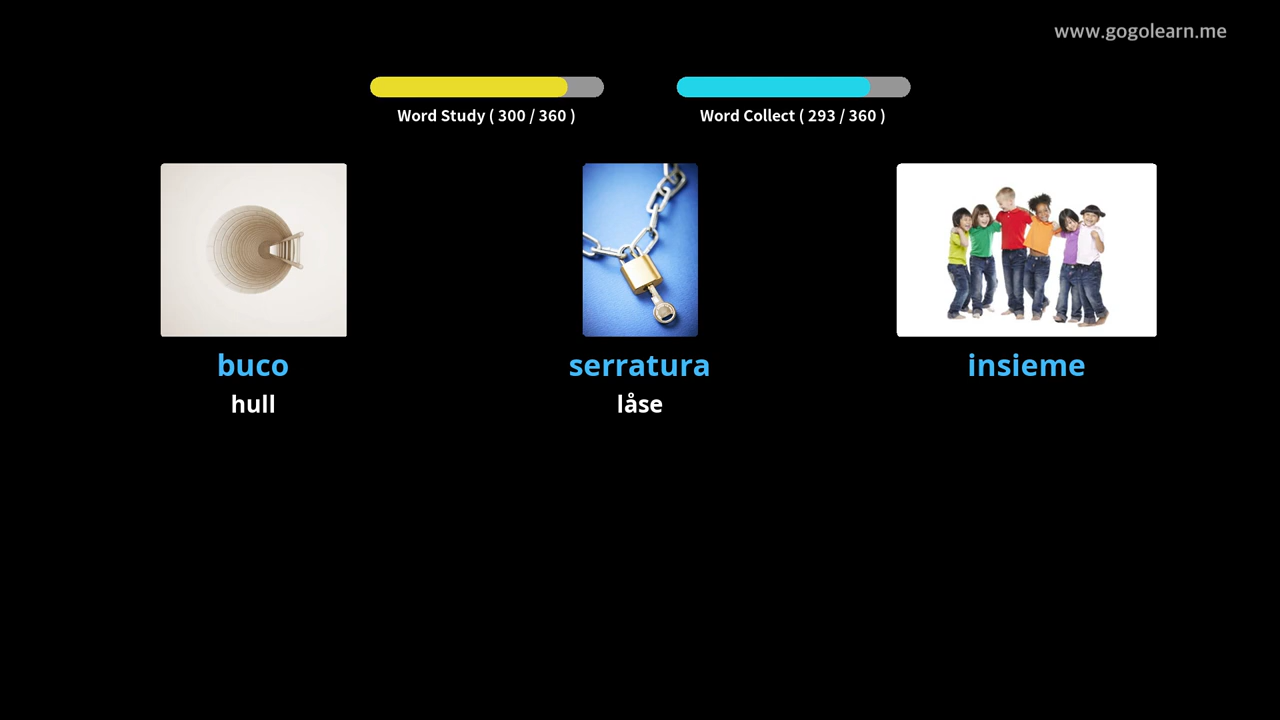 www.gogolearn.me
Word Study ( 300 / 360 )
Word Collect ( 293 / 360 )
buco
hull
serratura
låse
insieme